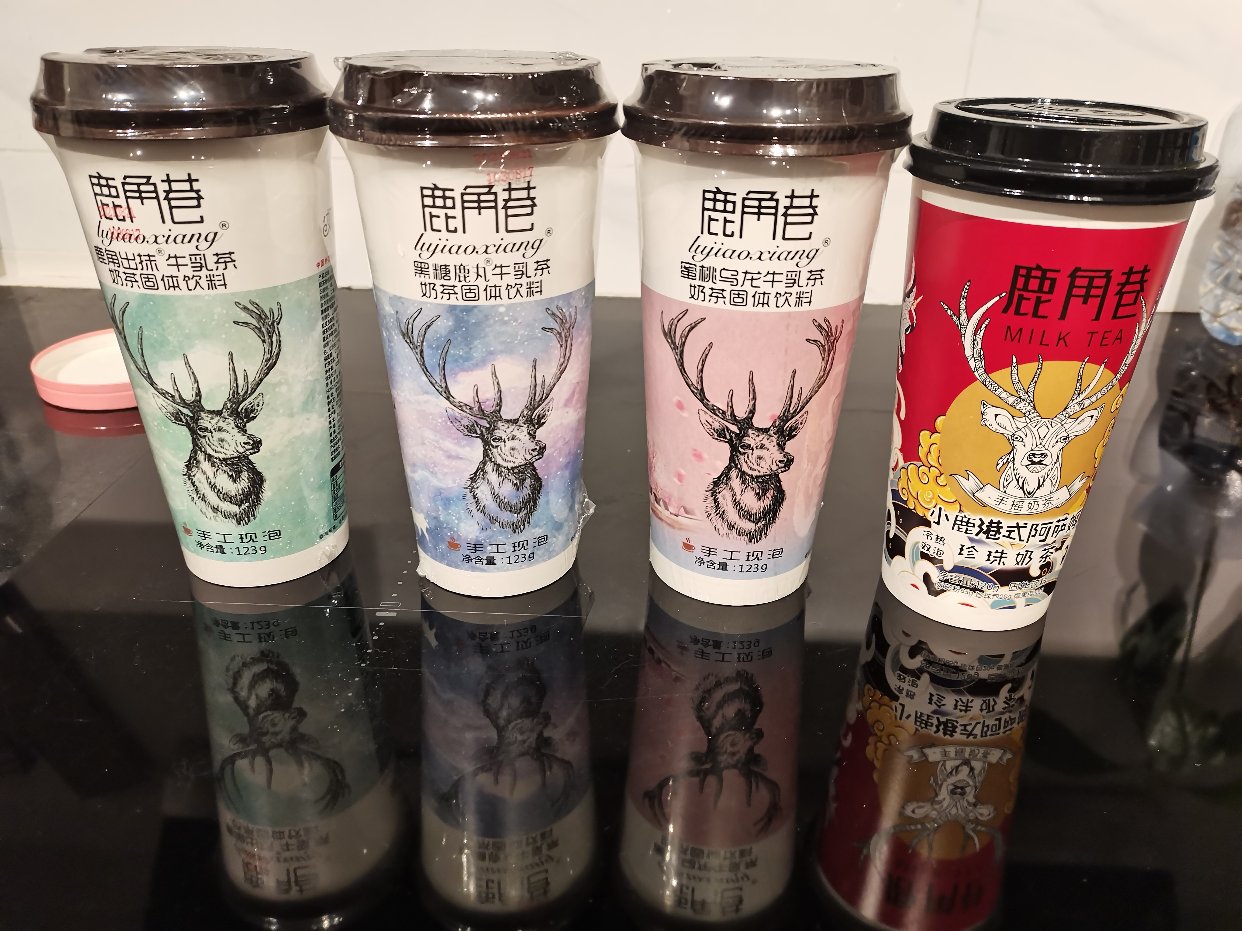 鹿角巷
lujiaoxiang®
鹿角出抹®牛乳茶
奶茶固体饮料
手工现泡
净含量:123g
鹿角巷
lujiaoxiang®
黑糖鹿丸®牛乳茶
奶茶固体饮料
手工现泡
净含量:123g
鹿角巷
lujiaoxiang®
蜜桃乌龙牛乳茶
奶茶固体饮料
手工现泡
净含量:123g
鹿角巷
MILK TEA
手摇奶茶
小鹿港式阿萨
冷热
双泡
珍珠奶茶